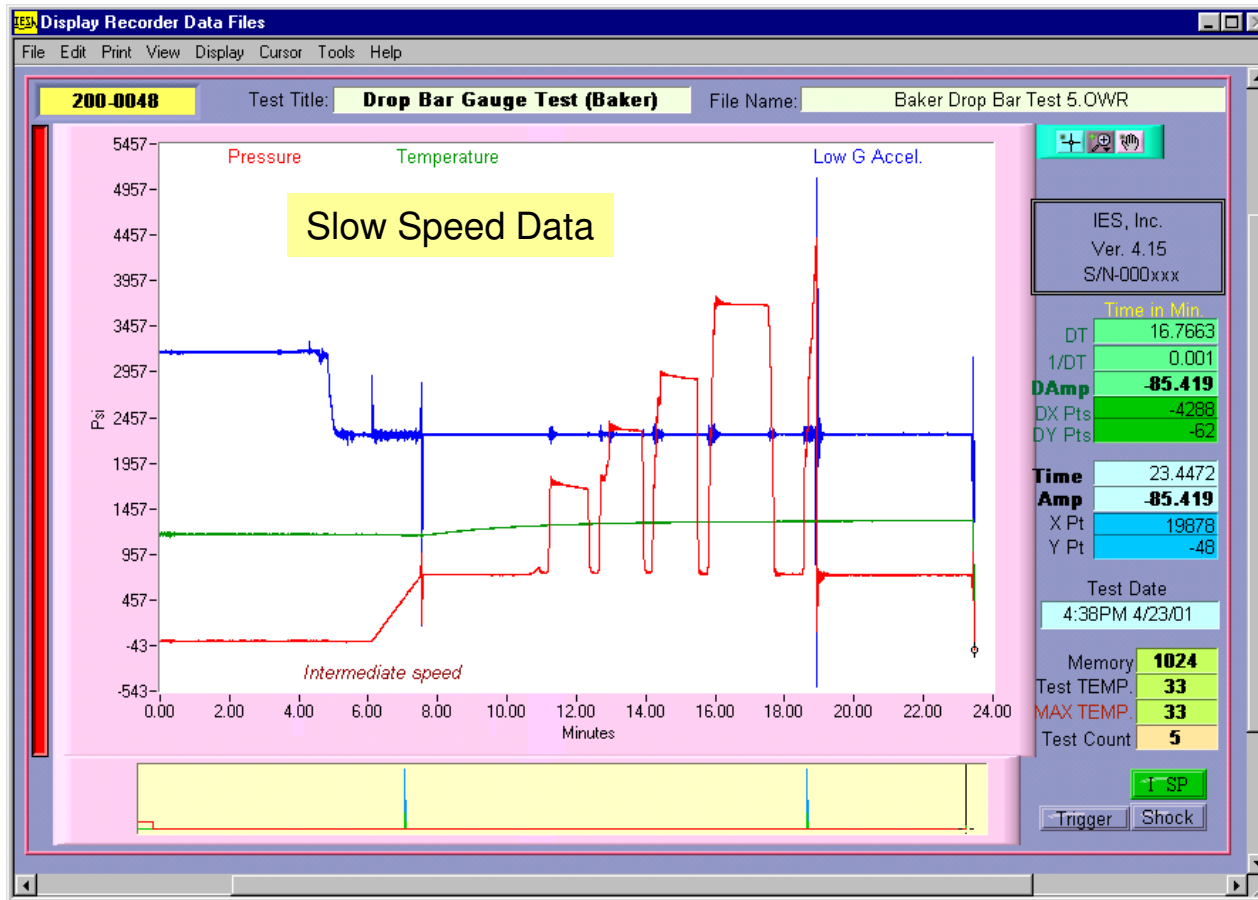 IES Display Recorder Data Files
File Edit Print View Display Cursor Tools Help
200-0048 Test Title: Drop Bar Gauge Test (Baker) File Name: Baker Drop Bar Test 5.OWR
Pressure Temperature Low G Accel.
Slow Speed Data
5457
4957
4457
3957
3457
2957
2457
1957
1457
957
457
-43
-543
Psi
Intermediate speed
0.00 2.00 4.00 6.00 8.00 10.00 12.00 14.00 16.00 18.00 20.00 22.00 24.00
Minutes
IES, Inc.
Ver. 4.15
S/N-000xxx
Time in Min.
DT 16.7663
1/DT 0.001
DAmp -85.419
DX Pts -4288
DY Pts -62
Time 23.4472
Amp -85.419
X Pt 19878
Y Pt -48
Test Date
4:38PM 4/23/01
Memory 1024
Test TEMP. 33
MAX TEMP. 33
Test Count 5
I SP
Trigger Shock